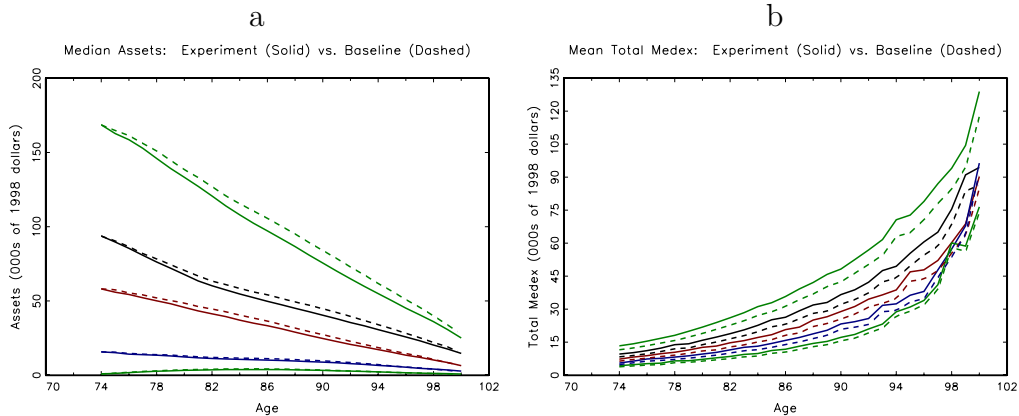 a
Median Assets: Experiment (Solid) vs. Baseline (Dashed)
Assets (000s of 1998 dollars)
200
150
100
50
0
70 74 78 82 86 90 94 98 102
Age
b
Mean Total Medex: Experiment (Solid) vs. Baseline (Dashed)
Total Medex (000s of 1998 dollars)
135
120
105
90
75
60
45
30
15
0
70 74 78 82 86 90 94 98 102
Age